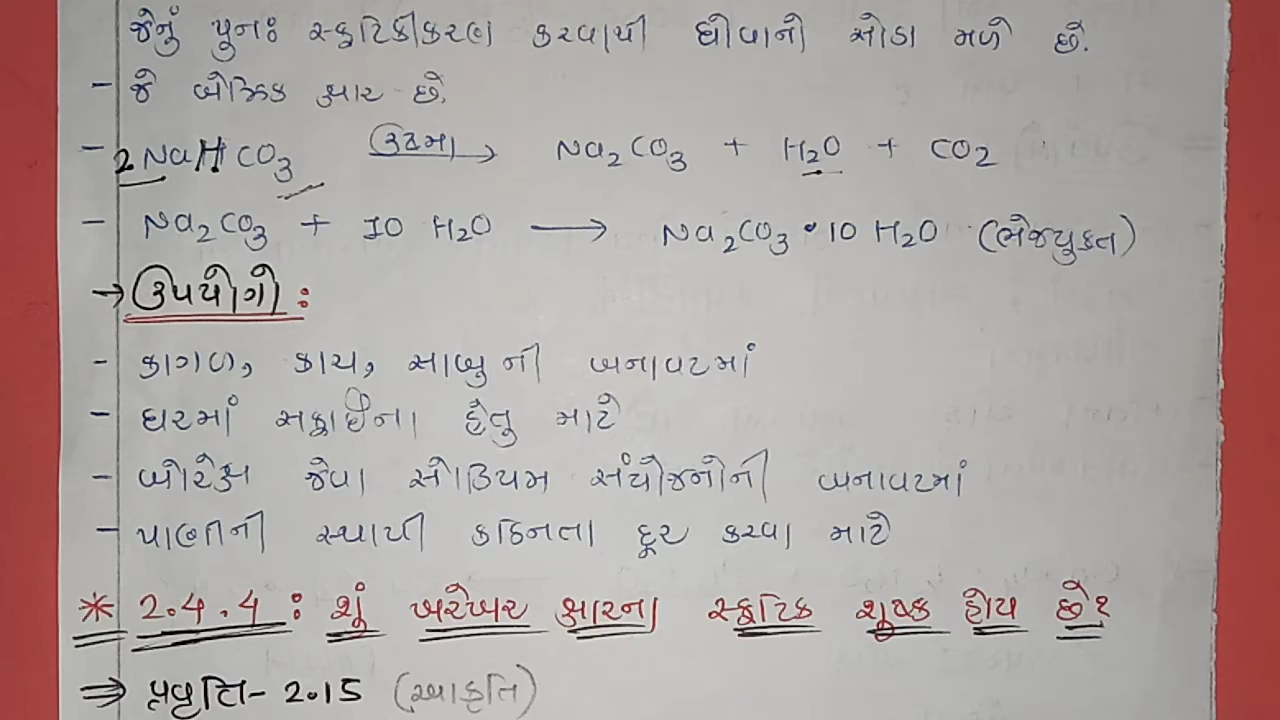 જેનું પુનઃ સ્ફટિકીકરણ કરવાથી ધોવાનો સોડા મળે છે.
- જે બેઝિક ક્ષાર છે.
- 2NaHCO₃ ઉષ્મા → Na₂CO₃ + H₂O + CO₂
- Na₂CO₃ + 10 H₂O → Na₂CO₃ • 10 H₂O (ભેજયુક્ત)
→ ઉપયોગો :
- કાગળ, કાચ, સાબુની બનાવટમાં
- ઘરમાં સફાઈના હેતુ માટે
- બોરેક્ષ જેવા સોડિયમ સંયોજનોની બનાવટમાં
- પાણીની સ્થાયી કઠિનતા દૂર કરવા માટે
* 2.4.4 : શું ખરેખર ક્ષારના સ્ફટિક શૂષ્ક હોય છે?
⇒ પ્રવૃત્તિ - 2.15 (આકૃતિ)